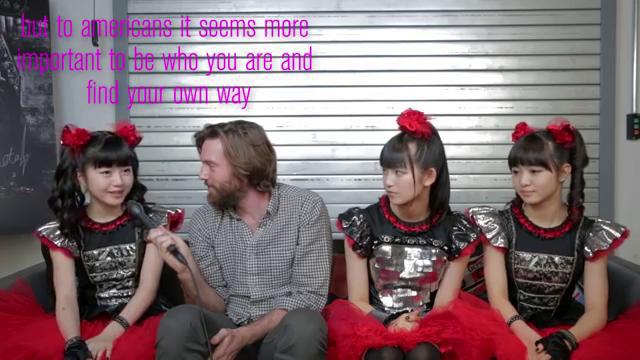 but to americans it seems more
important to be who you are and
find your own way